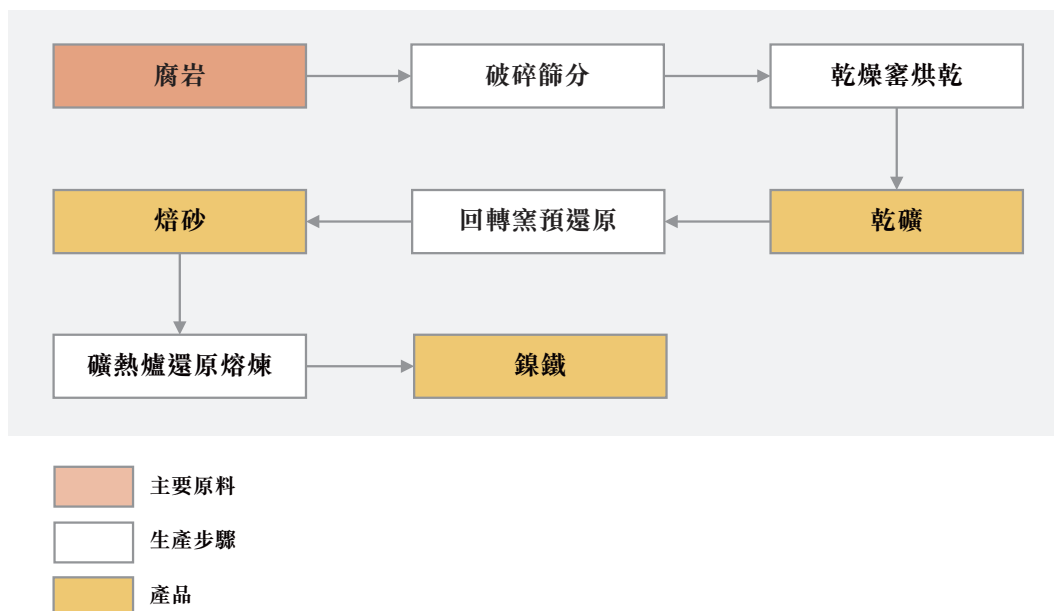 腐岩
破碎篩分
乾燥窰烘乾
乾礦
回轉窯預還原
焙砂
礦熱爐還原熔煉
鎳鐵
主要原料
生產步驟
產品